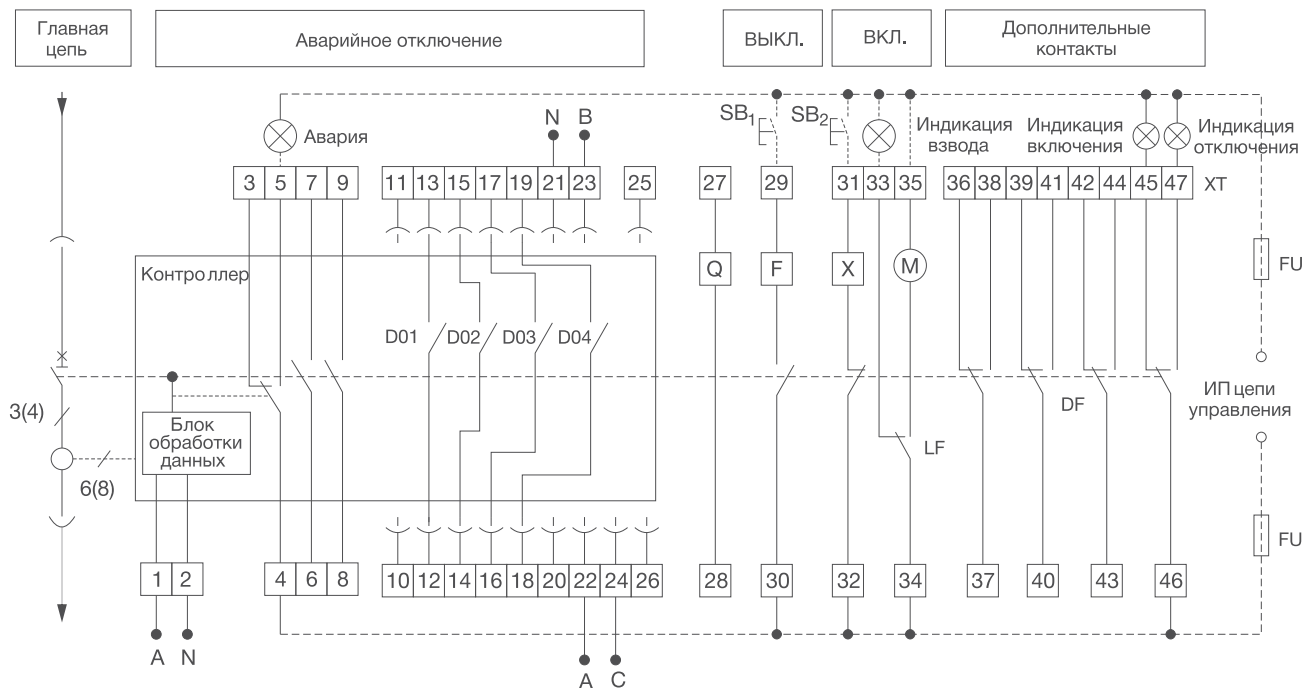 Главная
цепь
Аварийное отключение
ВЫКЛ.
ВКЛ.
Дополнительные
контакты
N B
SB1
SB2
Авария
Индикация
взвода
Индикация
включения
Индикация
отключения
3 5 7 9 11 13 15 17 19 21 23 25 27 29 31 33 35 36 38 39 41 42 44 45 47 XT
Контроллер
Q F X M
FU
D01 D02 D03 D04
3(4)
Блок
обработки
данных
DF
ИП цепи
управления
LF
6(8)
FU
1 2 4 6 8 10 12 14 16 18 20 22 24 26 28 30 32 34 37 40 43 46
A N
A C